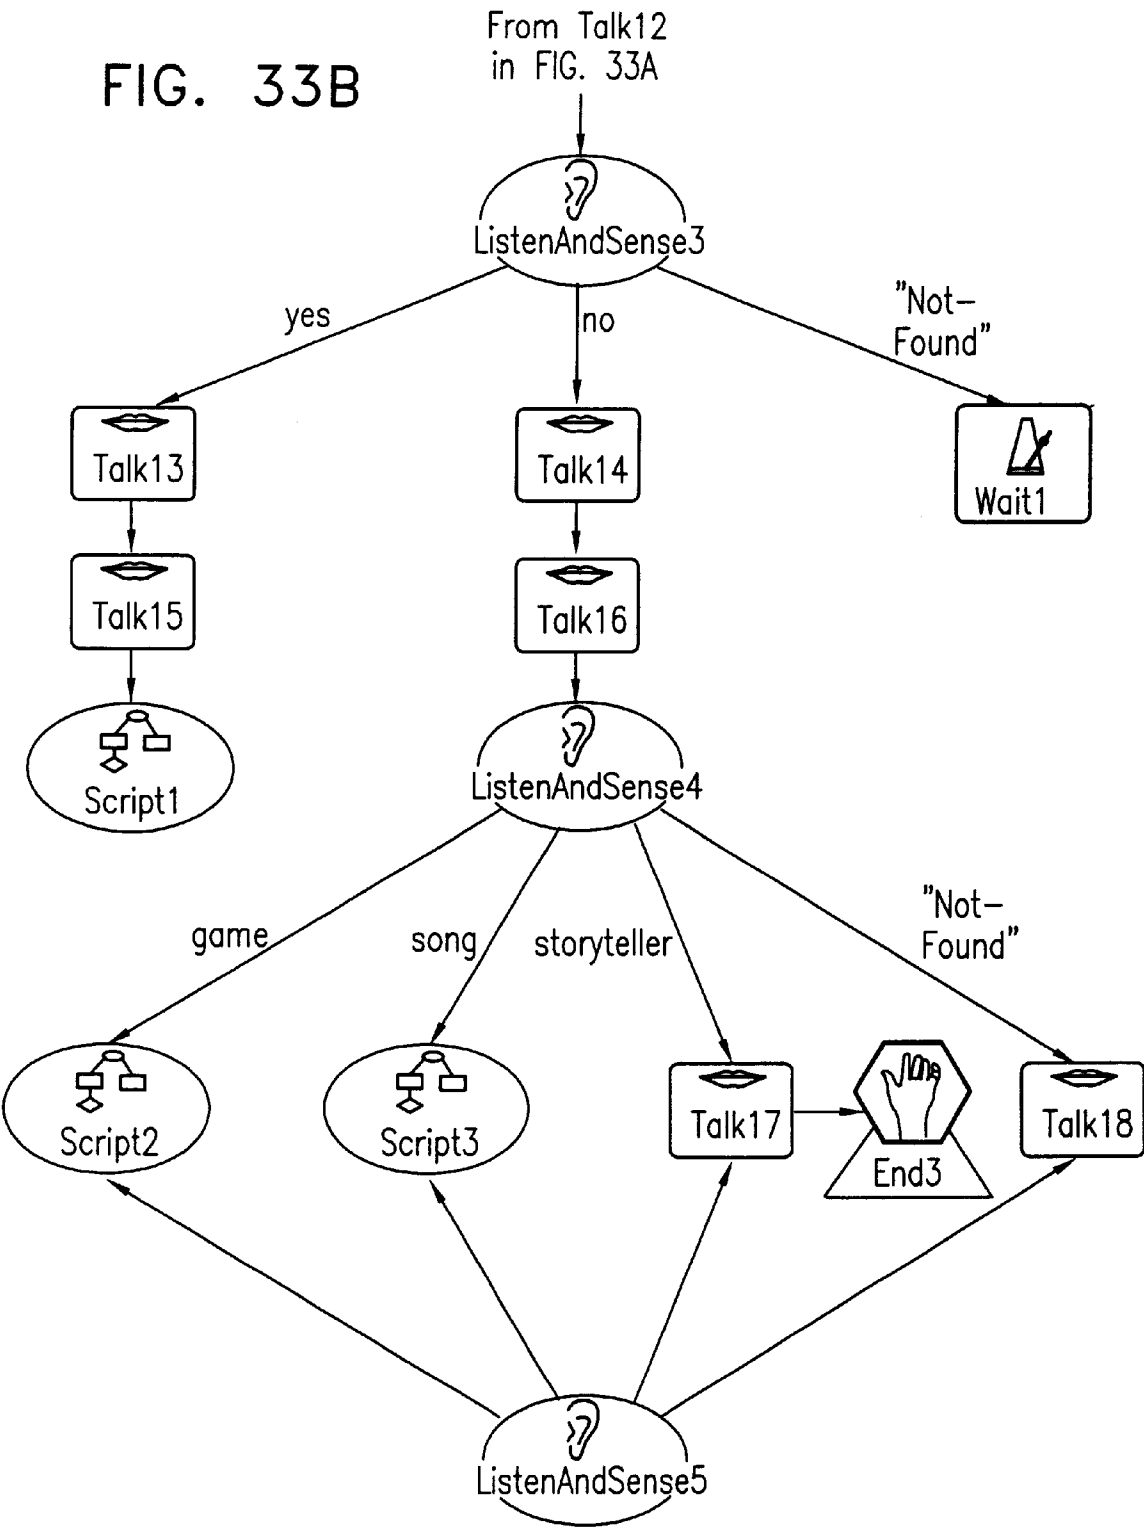 From Talk12
in FIG. 33A
FIG. 33B
ListenAndSense3
yes
no
"Not-
Found"
Talk13
Talk14
Wait1
Talk15
Talk16
Script1
ListenAndSense4
game
song
storyteller
"Not-
Found"
Script2
Script3
Talk17
End3
Talk18
ListenAndSense5